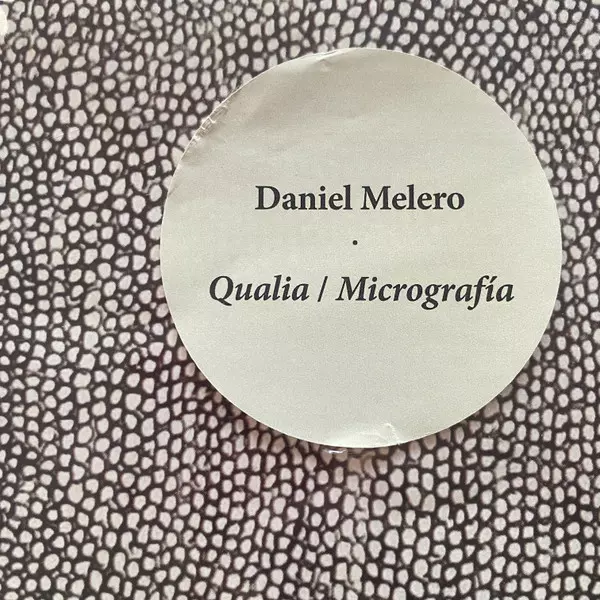 Daniel Melero
·
Qualia / Micrografía